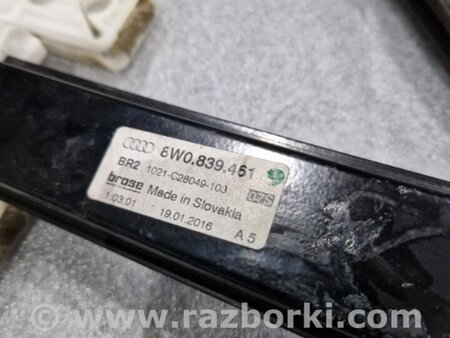 8W0.839.461
BR2 1021-C28049-103
brose Made in Slovakia
1.03.01 19.01.2016 A 5
www.razborki.com